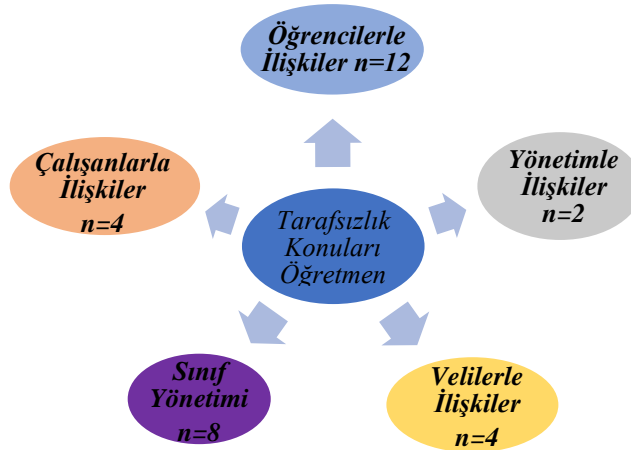 Öğrencilerle
İlişkiler n=12
Çalışanlarla
İlişkiler
n=4
Yönetimle
İlişkiler
n=2
Tarafsızlık
Konuları
Öğretmen
Sınıf
Yönetimi
n=8
Velilerle
İlişkiler
n=4